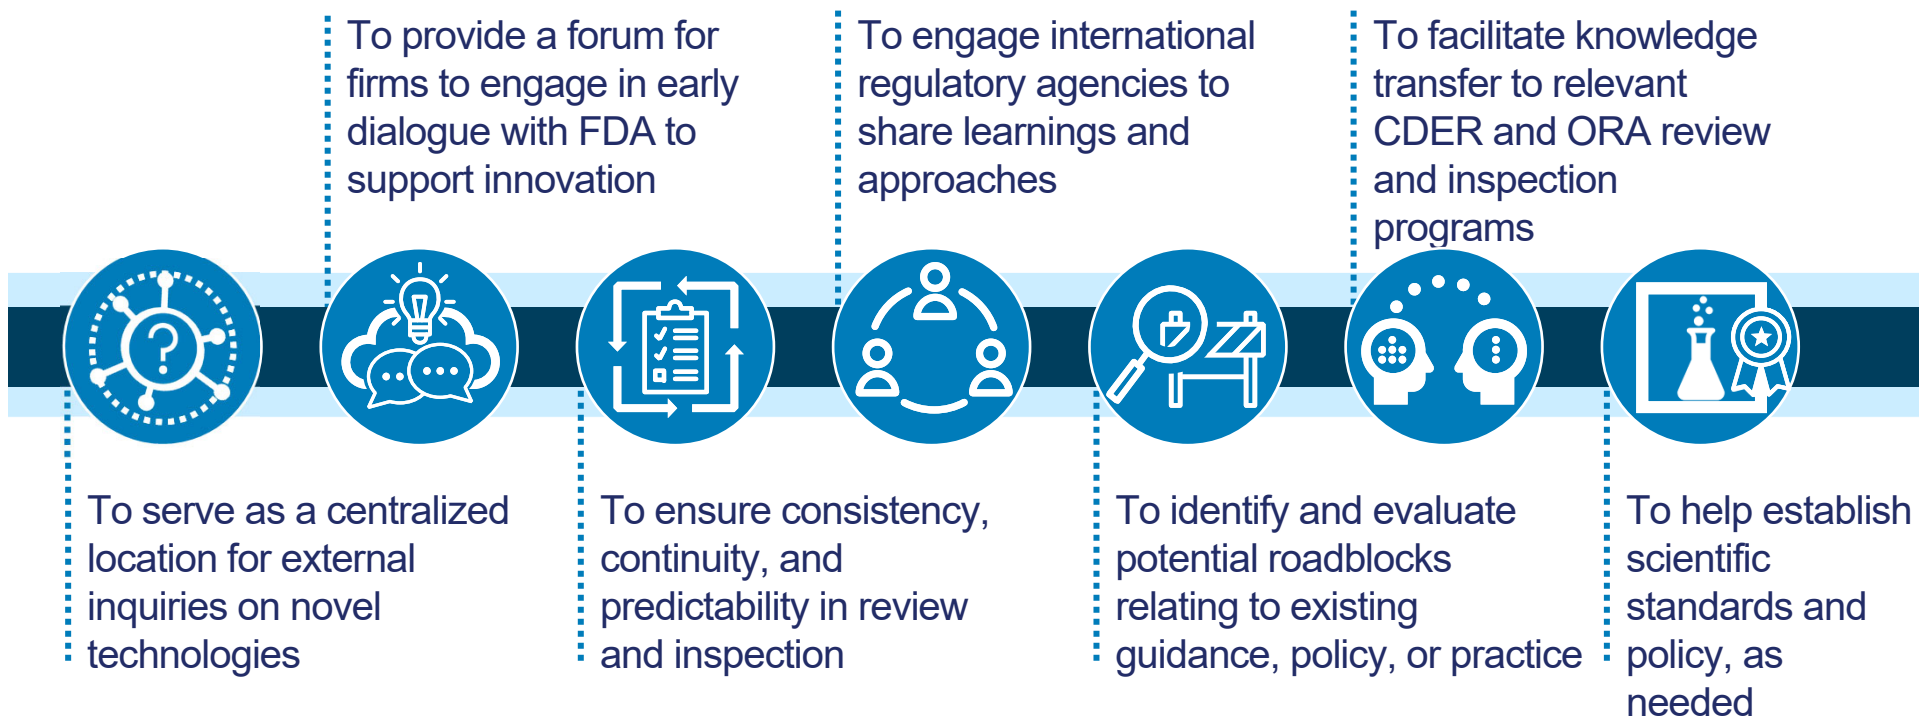 To provide a forum for
firms to engage in early
dialogue with FDA to
support innovation
To engage international
regulatory agencies to
share learnings and
approaches
To facilitate knowledge
transfer to relevant
CDER and ORA review
and inspection
programs
?
To serve as a centralized
location for external
inquiries on novel
technologies
To ensure consistency,
continuity, and
predictability in review
and inspection
To identify and evaluate
potential roadblocks
relating to existing
guidance, policy, or practice
To help establish
scientific
standards and
policy, as
needed